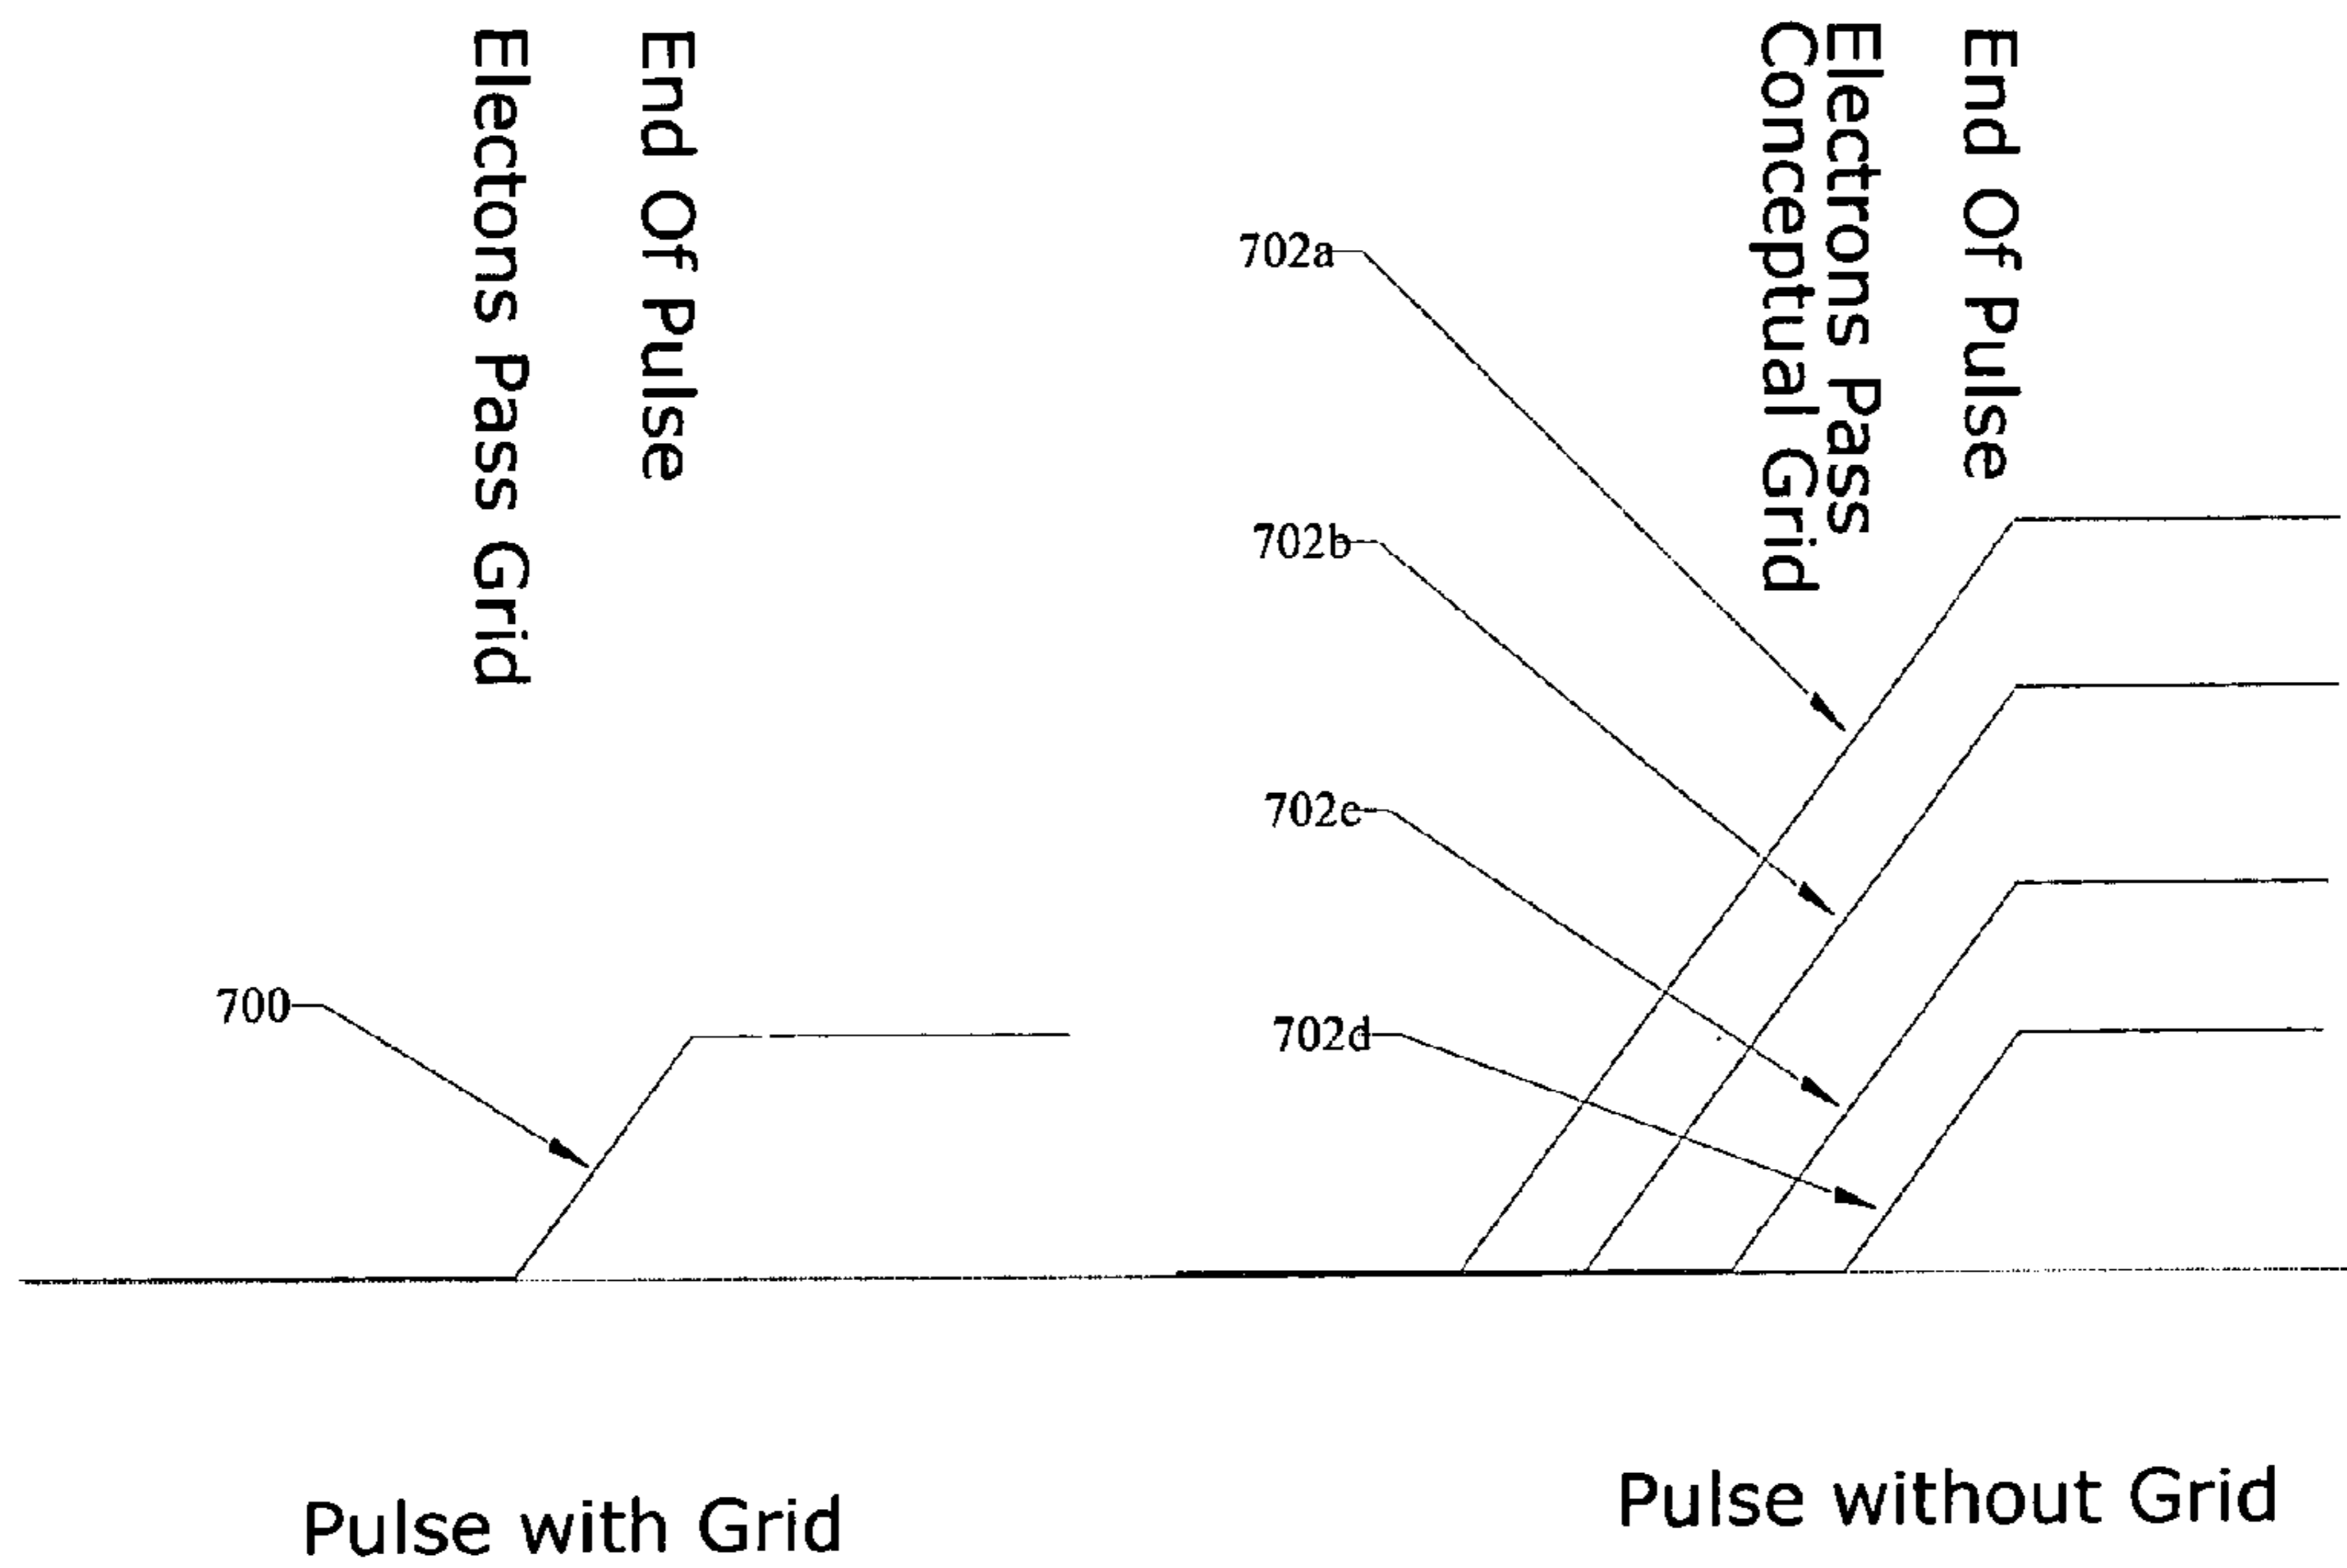 Electons Pass Grid
End Of Pulse
Electrons Pass
Conceptual Grid
End Of Pulse
702a
702b
702c
702d
700
Pulse with Grid
Pulse without Grid